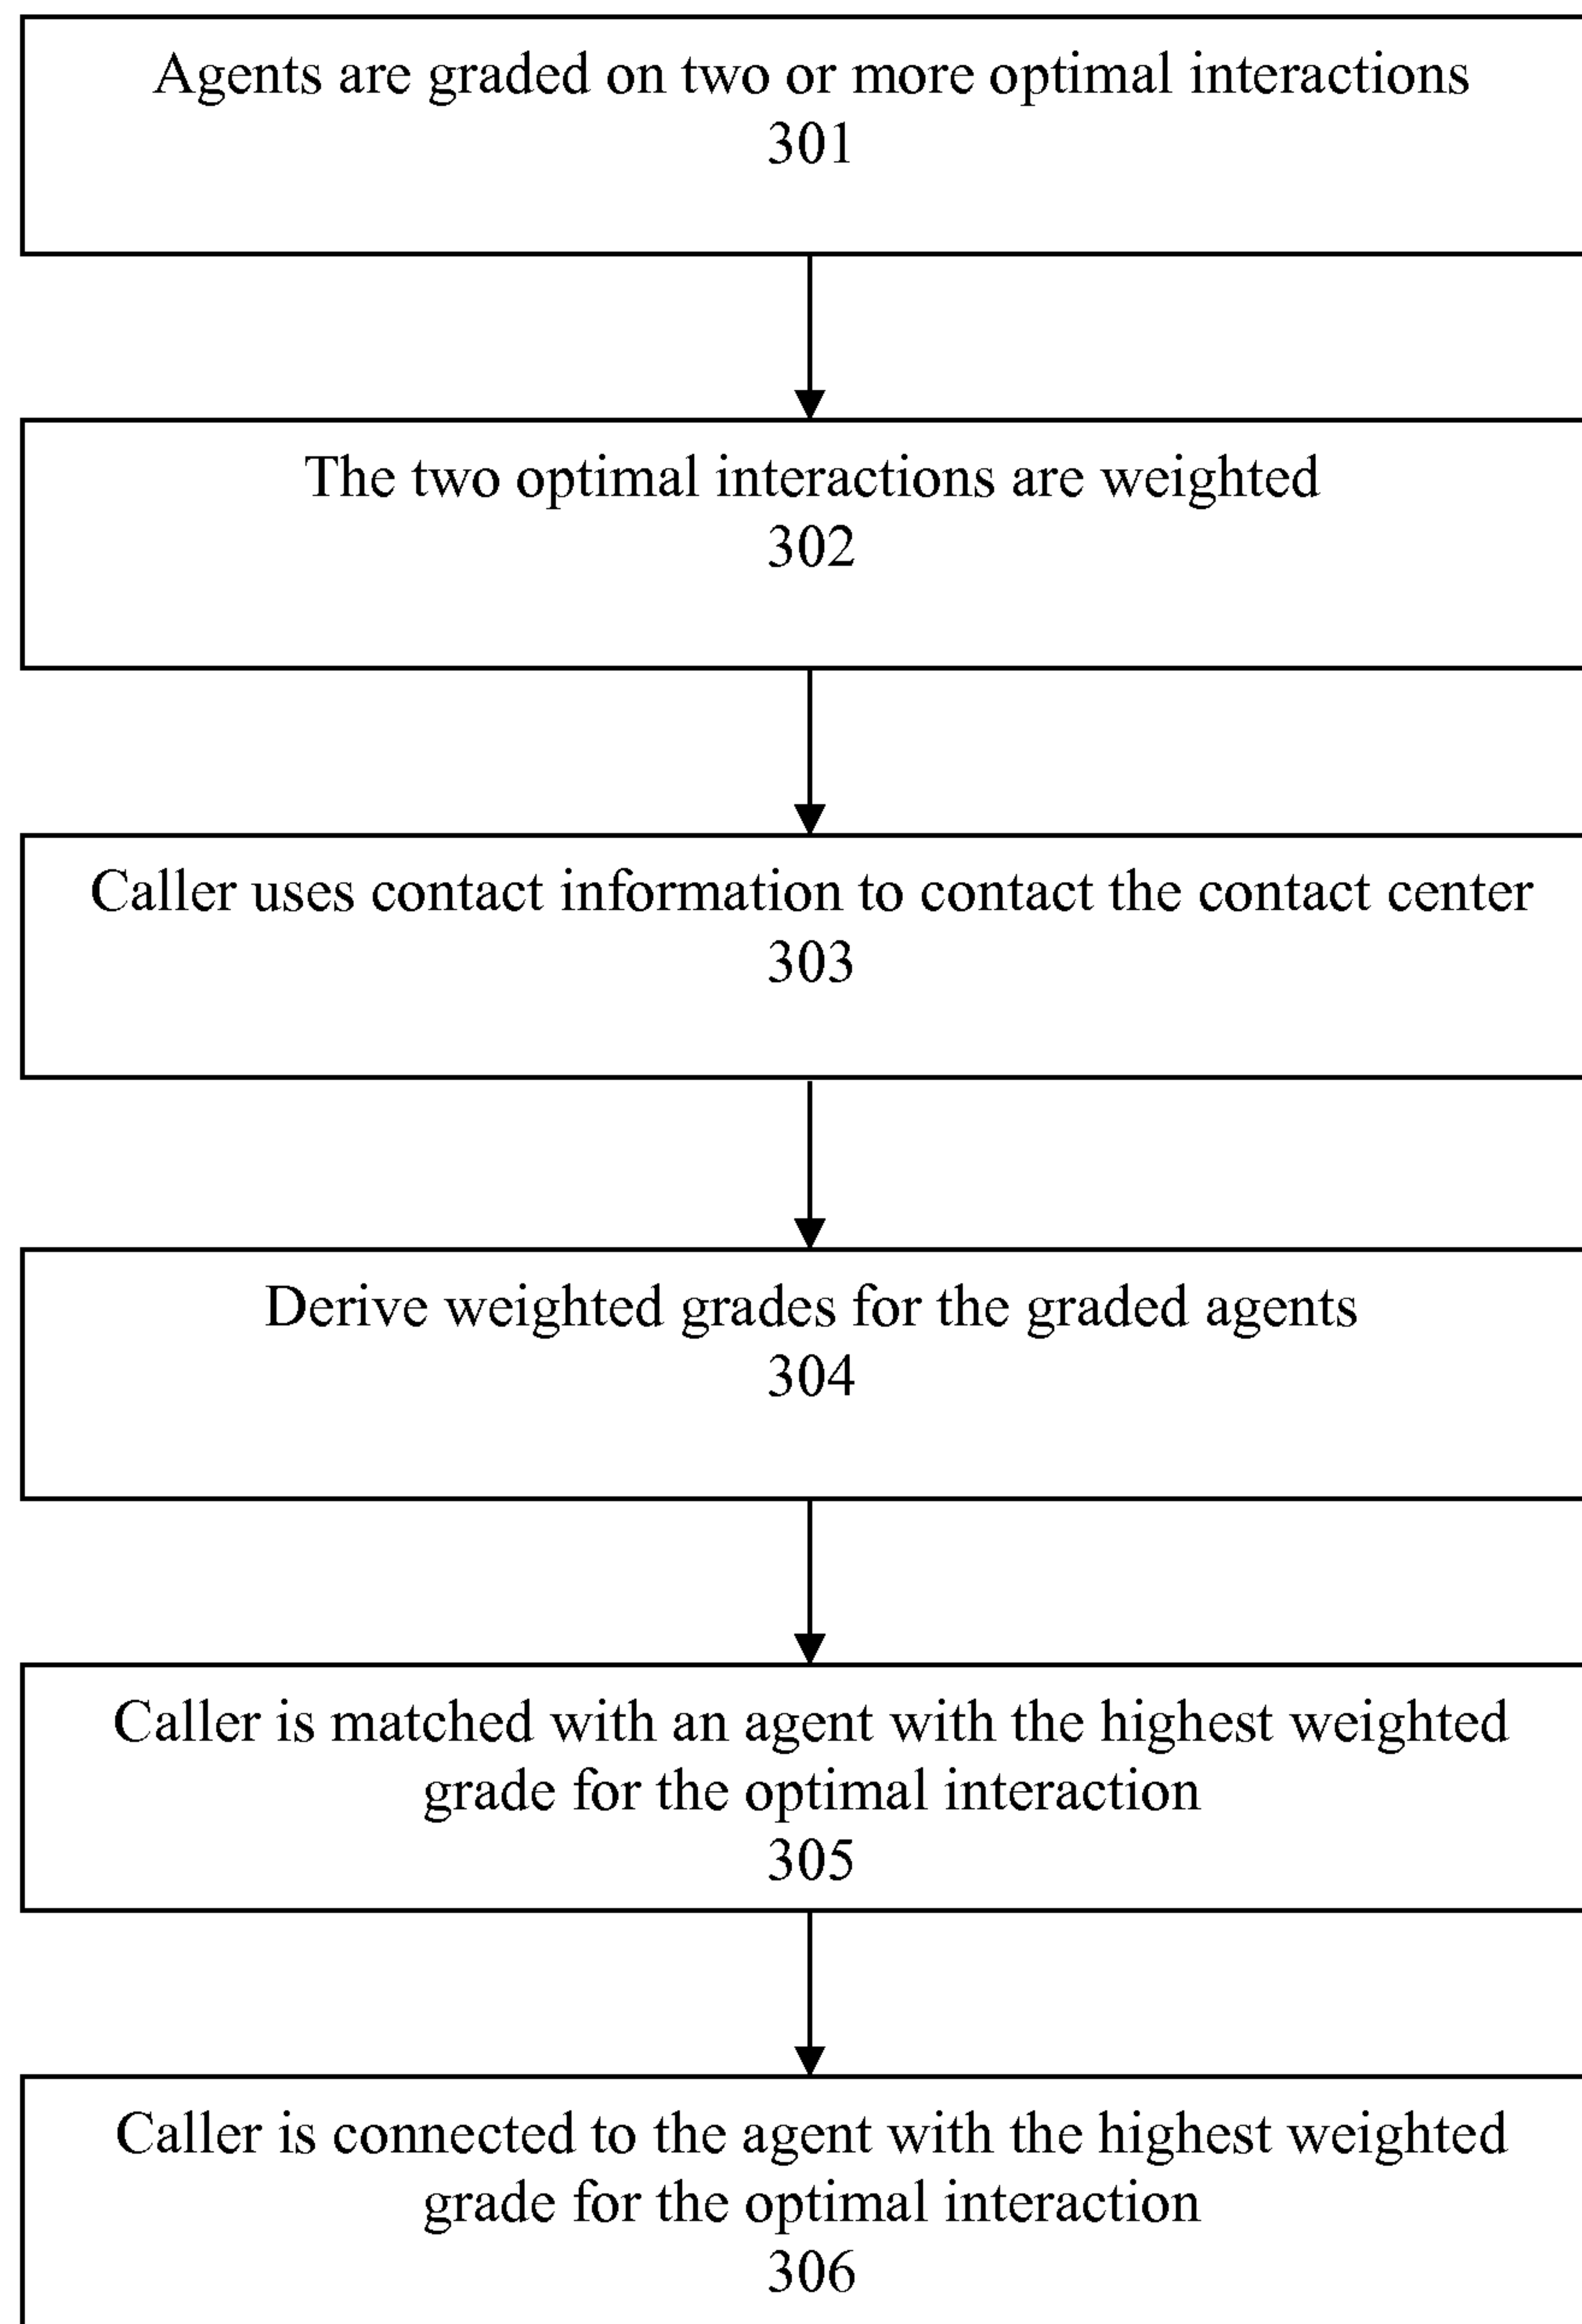 Agents are graded on two or more optimal interactions
301
The two optimal interactions are weighted
302
Caller uses contact information to contact the contact center
303
Derive weighted grades for the graded agents
304
Caller is matched with an agent with the highest weighted
grade for the optimal interaction
305
Caller is connected to the agent with the highest weighted
grade for the optimal interaction
306